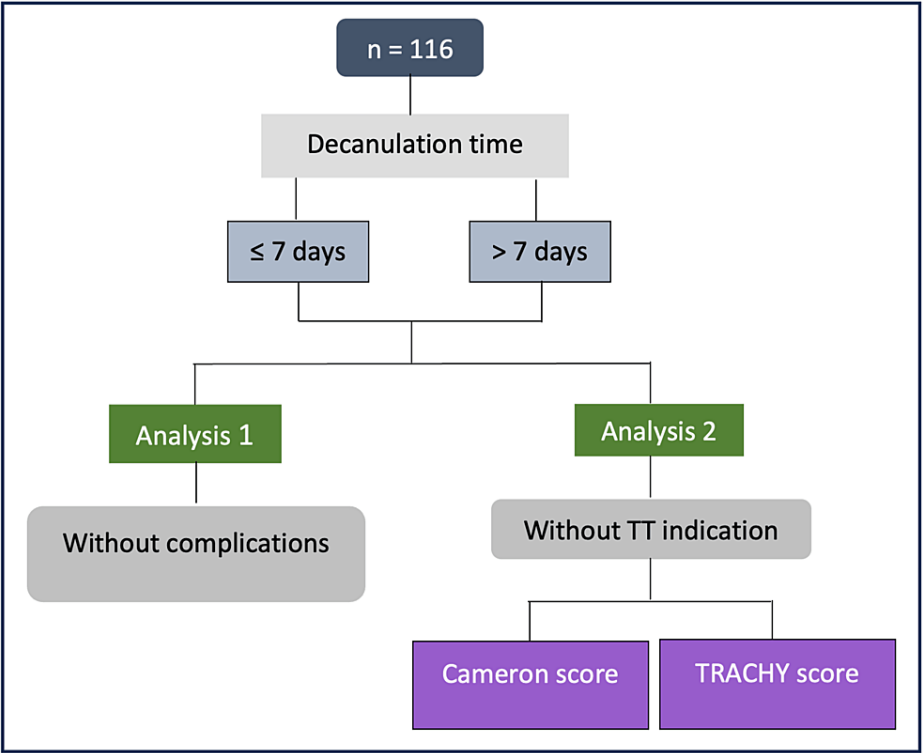 n = 116
Decanulation time
≤ 7 days
> 7 days
Analysis 1
Analysis 2
Without complications
Without TT indication
Cameron score
TRACHY score